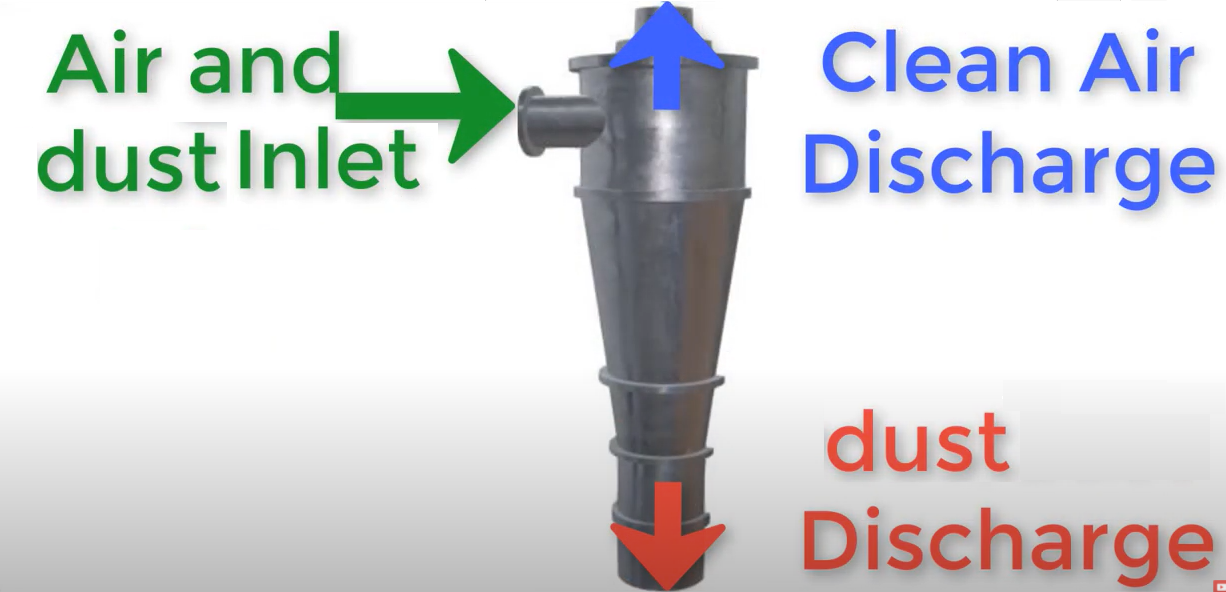 Air and
dust Inlet
Clean Air
Discharge
dust
Discharge